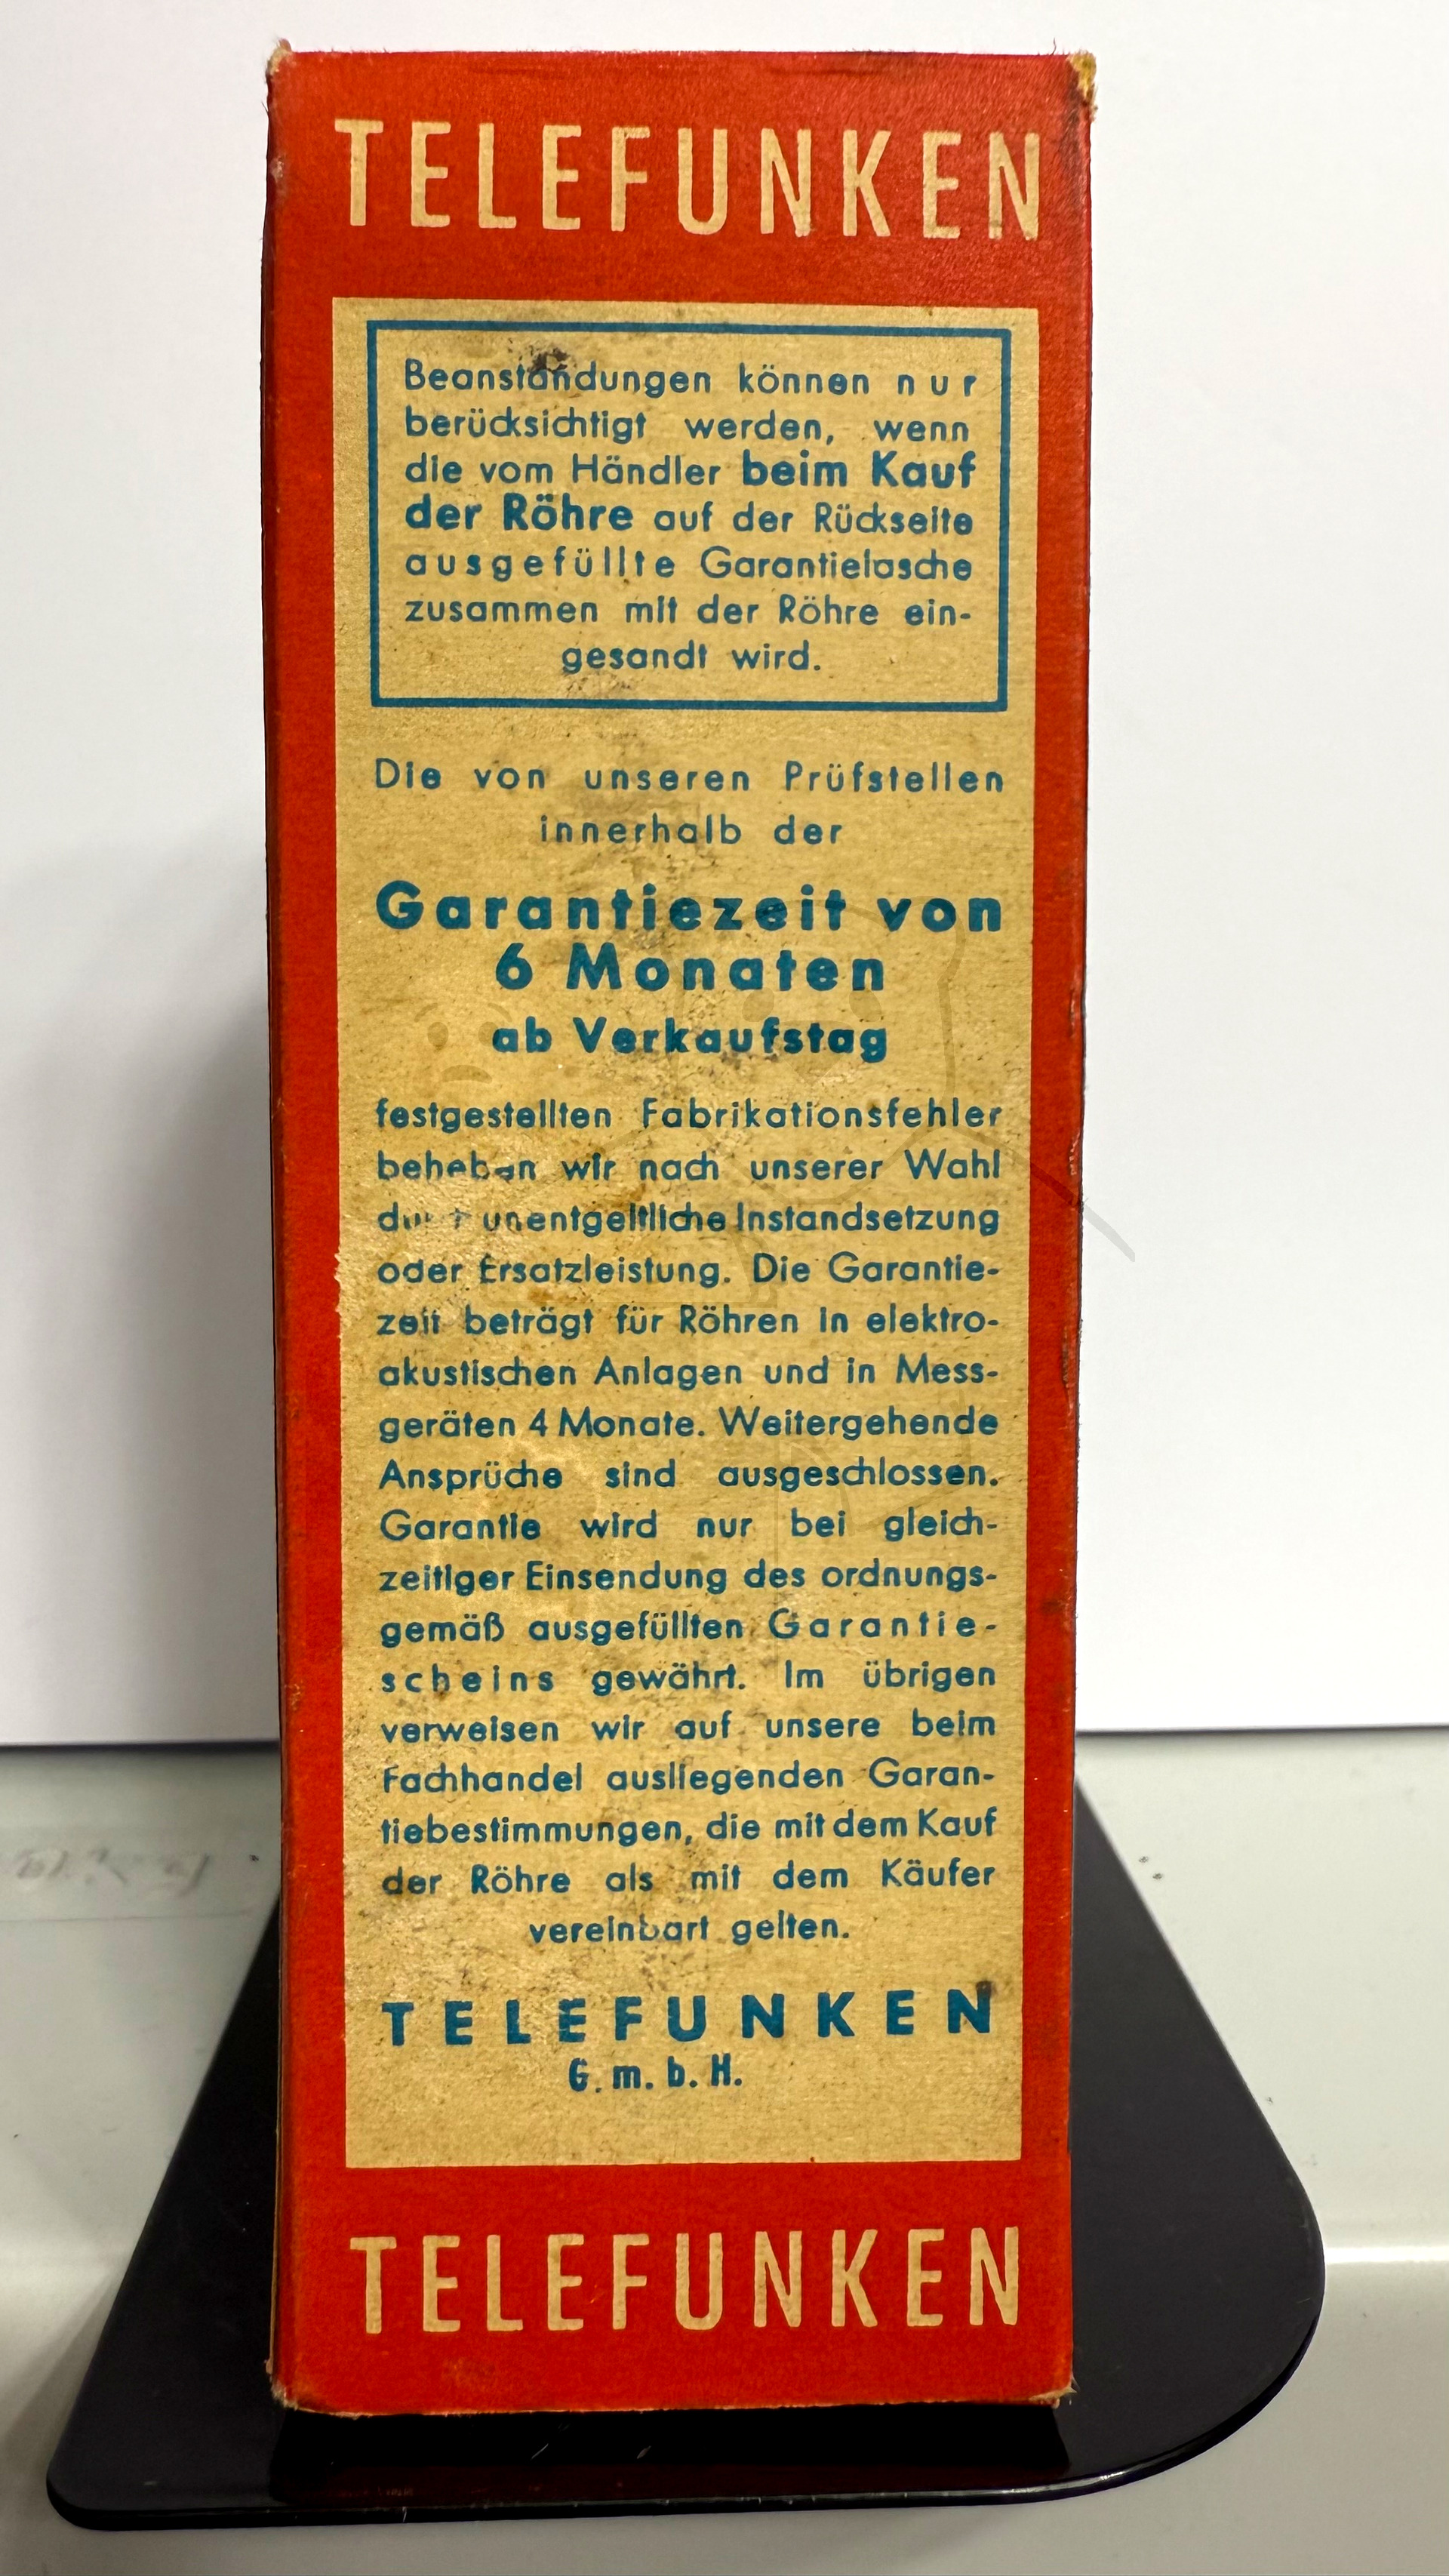 TELEFUNKEN
Beanstandungen können nur
berücksichtigt werden, wenn
die vom Händler beim Kauf
der Röhre auf der Rückseite
ausgefüllte Garantielasche
zusammen mit der Röhre ein-
gesandt wird.
Die von unseren Prüfstellen
innerhalb der
Garantiezeit von
6 Monaten
ab Verkaufstag
festgestellten Fabrikationsfehler
beheben wir nach unserer Wahl
unentgeltliche Instandsetzung
oder Ersatzleistung. Die Garantie-
zeit beträgt für Röhren in elektro-
akustischen Anlagen und in Mess-
geräten 4 Monate. Weitergehende
Ansprüche sind ausgeschlossen.
Garantie wird nur bei gleich-
zeitiger Einsendung des ordnungs-
gemäß ausgefüllten Garantie-
scheins gewährt. Im übrigen
verweisen wir auf unsere beim
Fachhandel ausliegenden Garan-
tiebestimmungen, die mit dem Kauf
der Röhre als mit dem Käufer
vereinbart gelten.
TELEFUNKEN
G.m.b.H.
TELEFUNKEN